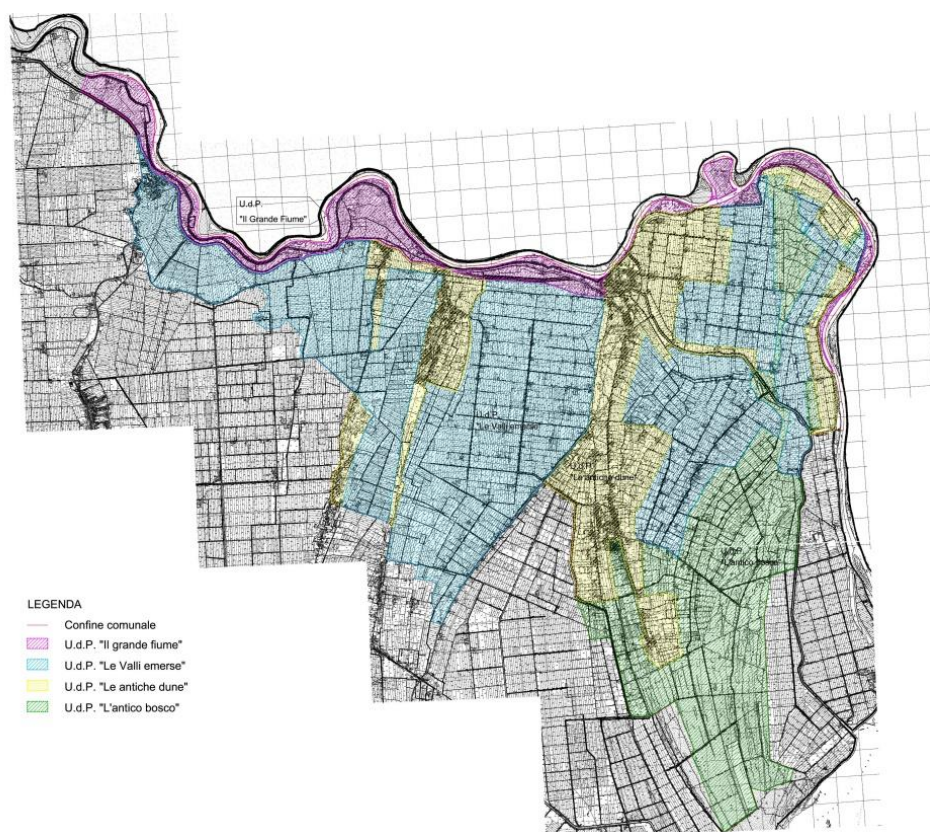 U.d.P.
"Il Grande Fiume"
U.d.P.
"Le Valli emerse"
"Le antiche dune"
"L'antico bosco"
LEGENDA
Confine comunale
U.d.P. "Il grande fiume"
U.d.P. "Le Valli emerse"
U.d.P. "Le antiche dune"
U.d.P. "L'antico bosco"